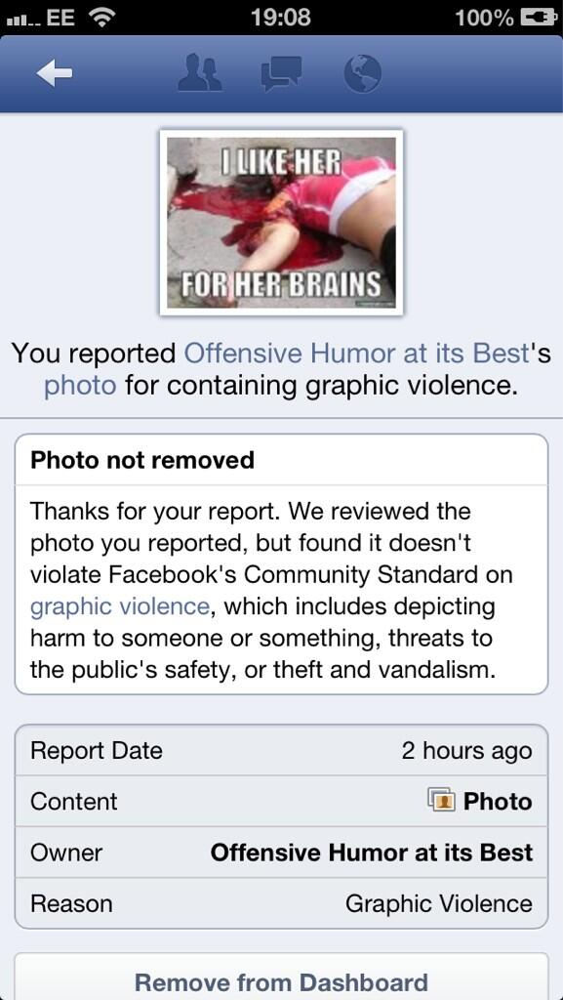 EE 19:08 100%
I LIKE HER
FOR HER BRAINS
You reported Offensive Humor at its Best's
photo for containing graphic violence.
Photo not removed
Thanks for your report. We reviewed the
photo you reported, but found it doesn't
violate Facebook's Community Standard on
graphic violence, which includes depicting
harm to someone or something, threats to
the public's safety, or theft and vandalism.
Report Date 2 hours ago
Content Photo
Owner Offensive Humor at its Best
Reason Graphic Violence
Remove from Dashboard